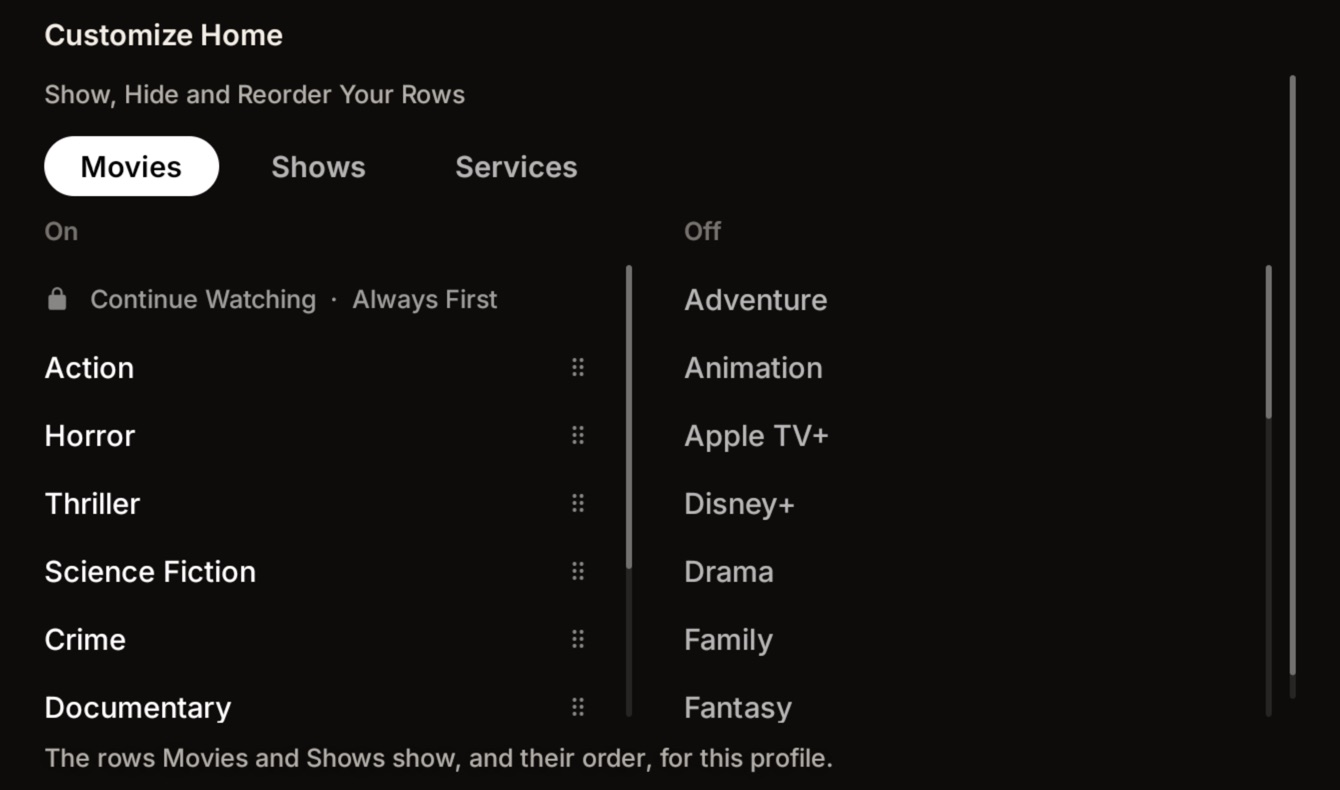 Customize Home
Show, Hide and Reorder Your Rows
Movies Shows Services
On Off
Continue Watching · Always First Adventure
Action Animation
Horror Apple TV+
Thriller Disney+
Science Fiction Drama
Crime Family
Documentary Fantasy
The rows Movies and Shows show, and their order, for this profile.